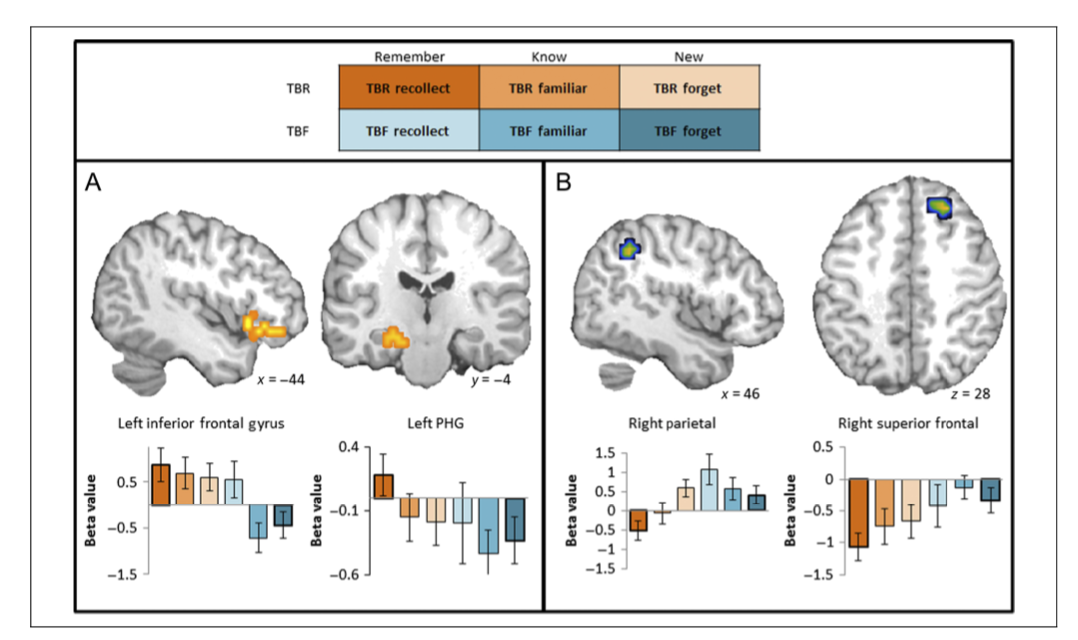 Remember Know New
TBR TBR recollect TBR familiar TBR forget
TBF TBF recollect TBF familiar TBF forget
A
x = −44
y = −4
B
x = 46
z = 28
Left inferior frontal gyrus
Beta value
0.5
−0.5
−1.5
Left PHG
Beta value
0.4
−0.1
−0.6
Right parietal
Beta value
1.5
1
0.5
0
−0.5
−1
−1.5
Right superior frontal
Beta value
0.5
0
−0.5
−1
−1.5